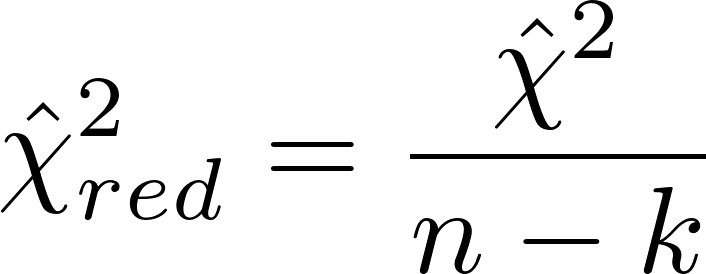 χ̂²_red = χ̂² / (n − k)